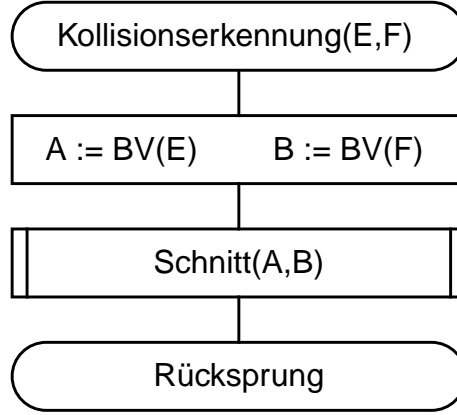 Kollisionserkennung(E,F)
A := BV(E) B := BV(F)
Schnitt(A,B)
Rücksprung